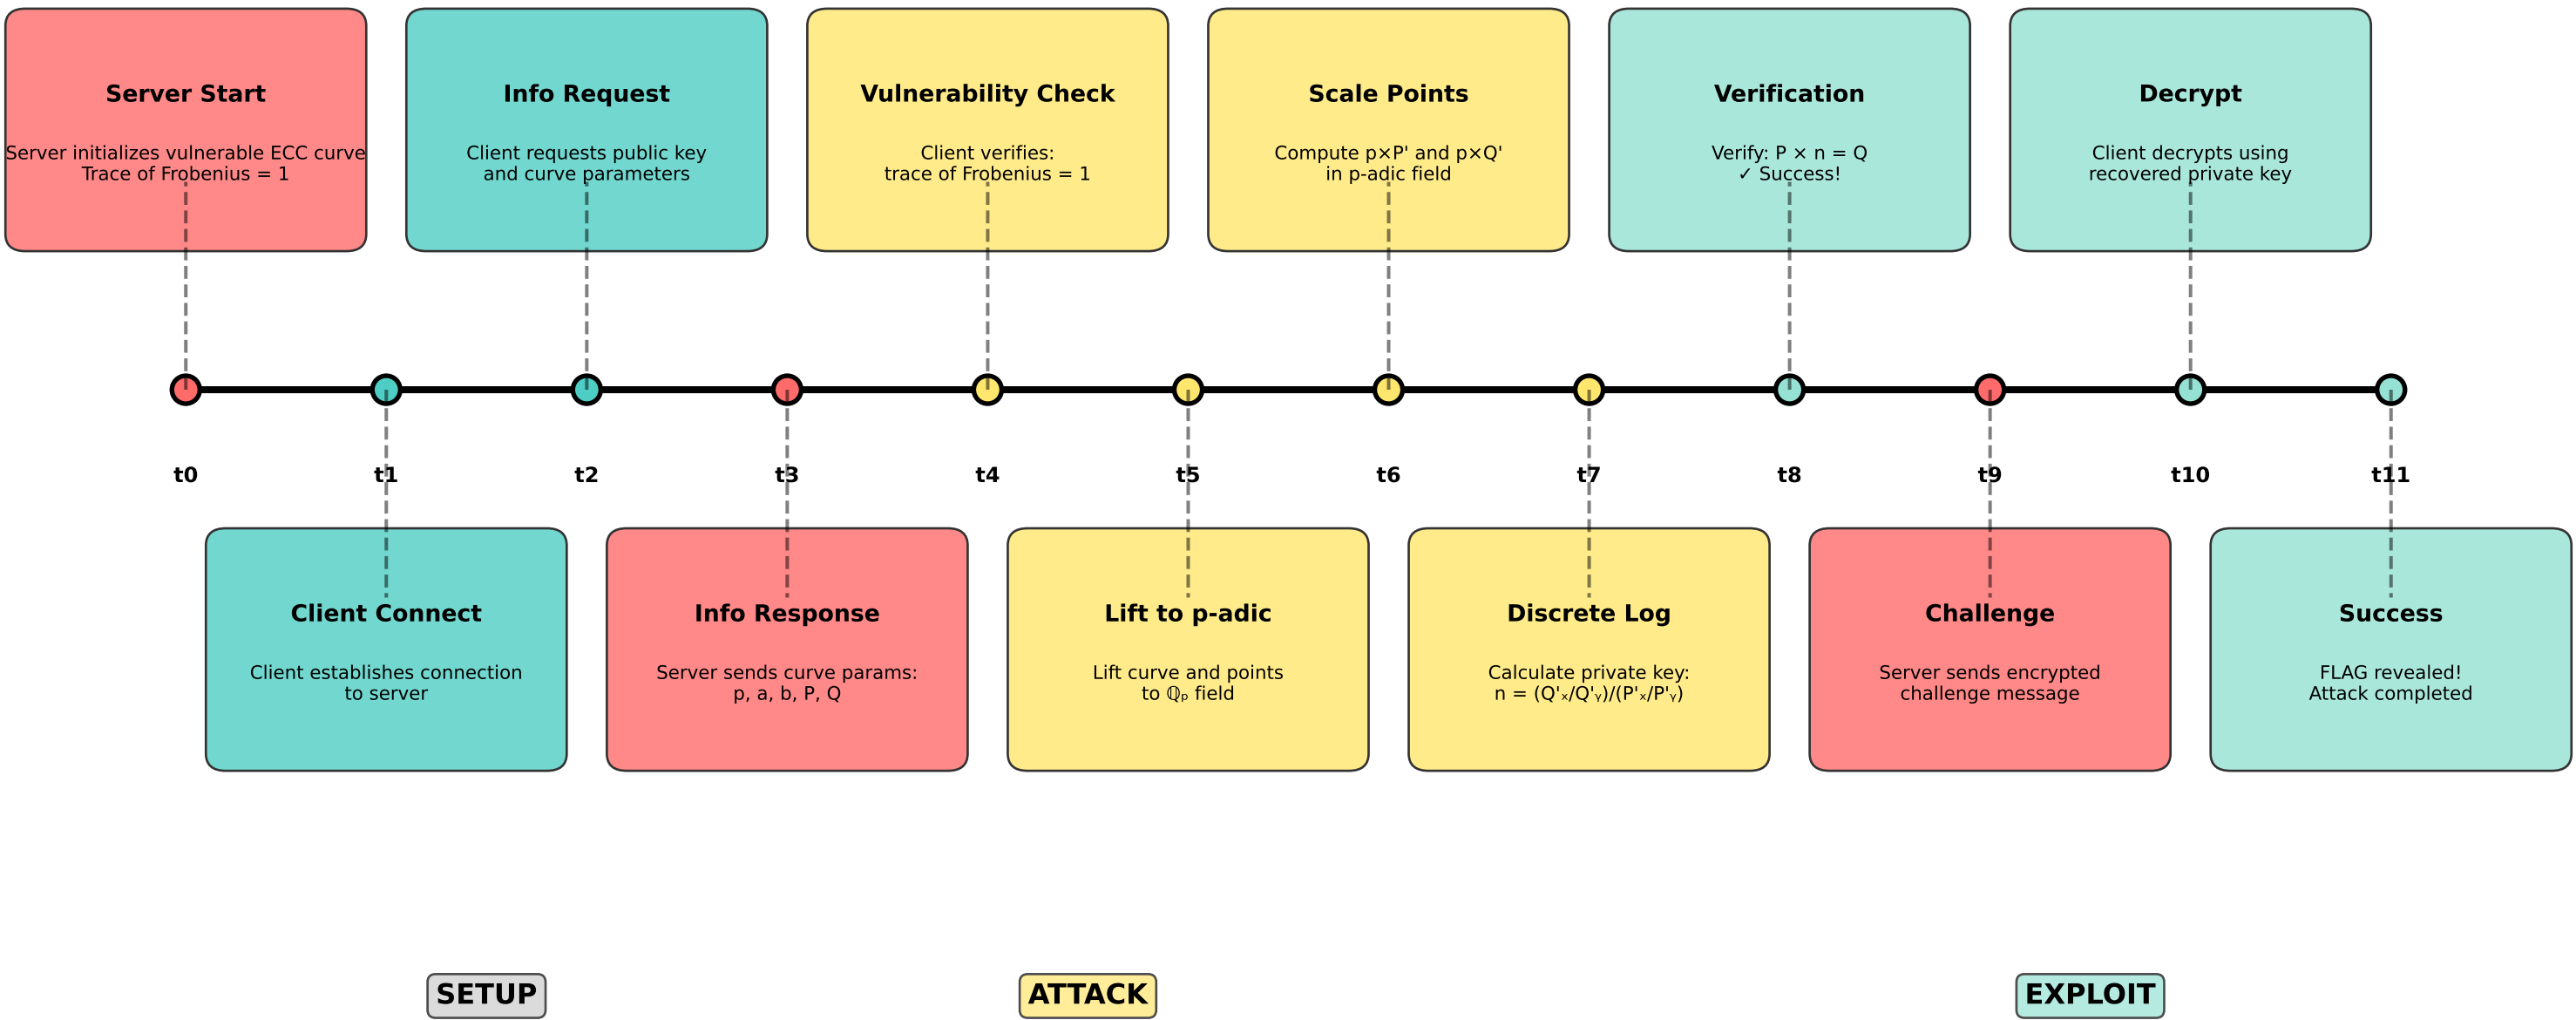 Server Start
Server initializes vulnerable ECC curve
Trace of Frobenius = 1
Info Request
Client requests public key
and curve parameters
Vulnerability Check
Client verifies:
trace of Frobenius = 1
Scale Points
Compute p×P' and p×Q'
in p-adic field
Verification
Verify: P × n = Q
✓ Success!
Decrypt
Client decrypts using
recovered private key
t0
t1
t2
t3
t4
t5
t6
t7
t8
t9
t10
t11
Client Connect
Client establishes connection
to server
Info Response
Server sends curve params:
p, a, b, P, Q
Lift to p-adic
Lift curve and points
to ℚₚ field
Discrete Log
Calculate private key:
n = (Q'ₓ/Q'ᵧ)/(P'ₓ/P'ᵧ)
Challenge
Server sends encrypted
challenge message
Success
FLAG revealed!
Attack completed
SETUP
ATTACK
EXPLOIT